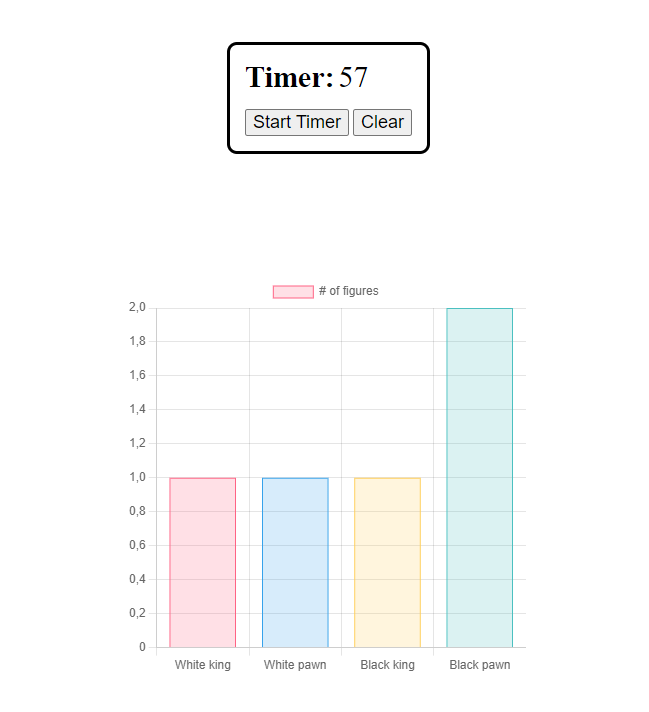 Timer: 57
Start Timer Clear
# of figures
2,0
1,8
1,6
1,4
1,2
1,0
0,8
0,6
0,4
0,2
0
White king White pawn Black king Black pawn